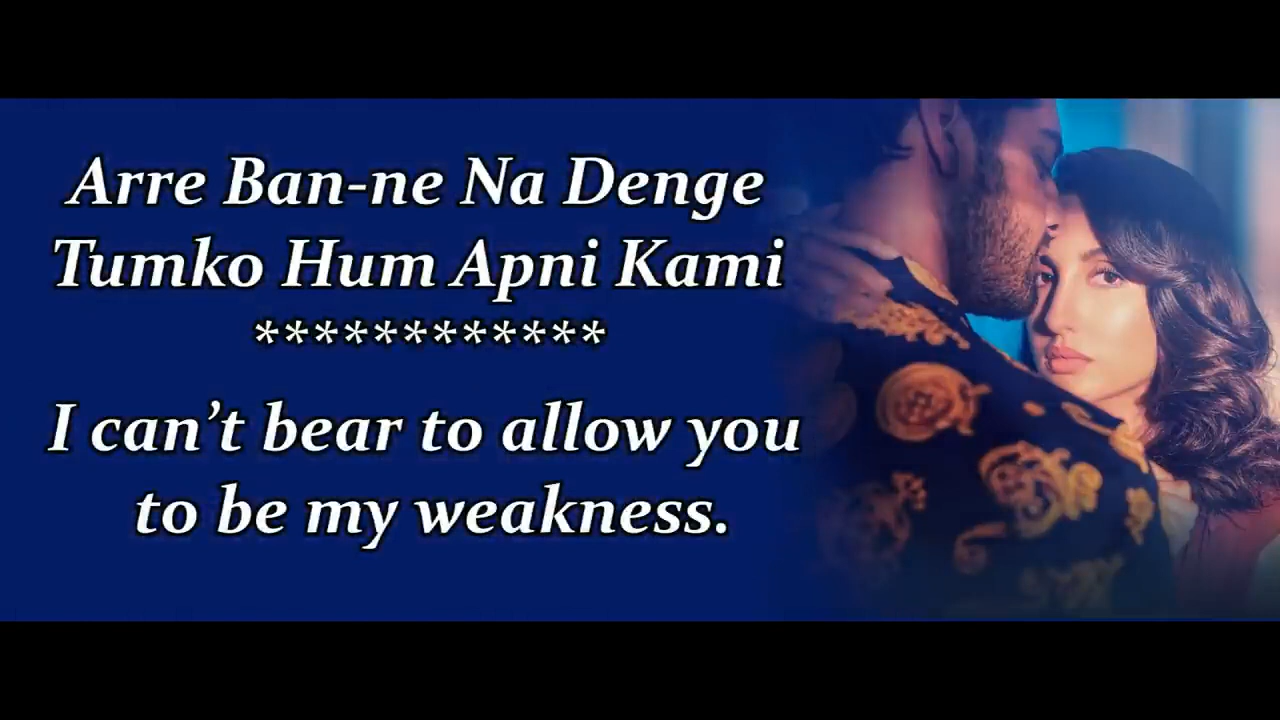 Arre Ban-ne Na Denge
Tumko Hum Apni Kami
************
I can’t bear to allow you
to be my weakness.